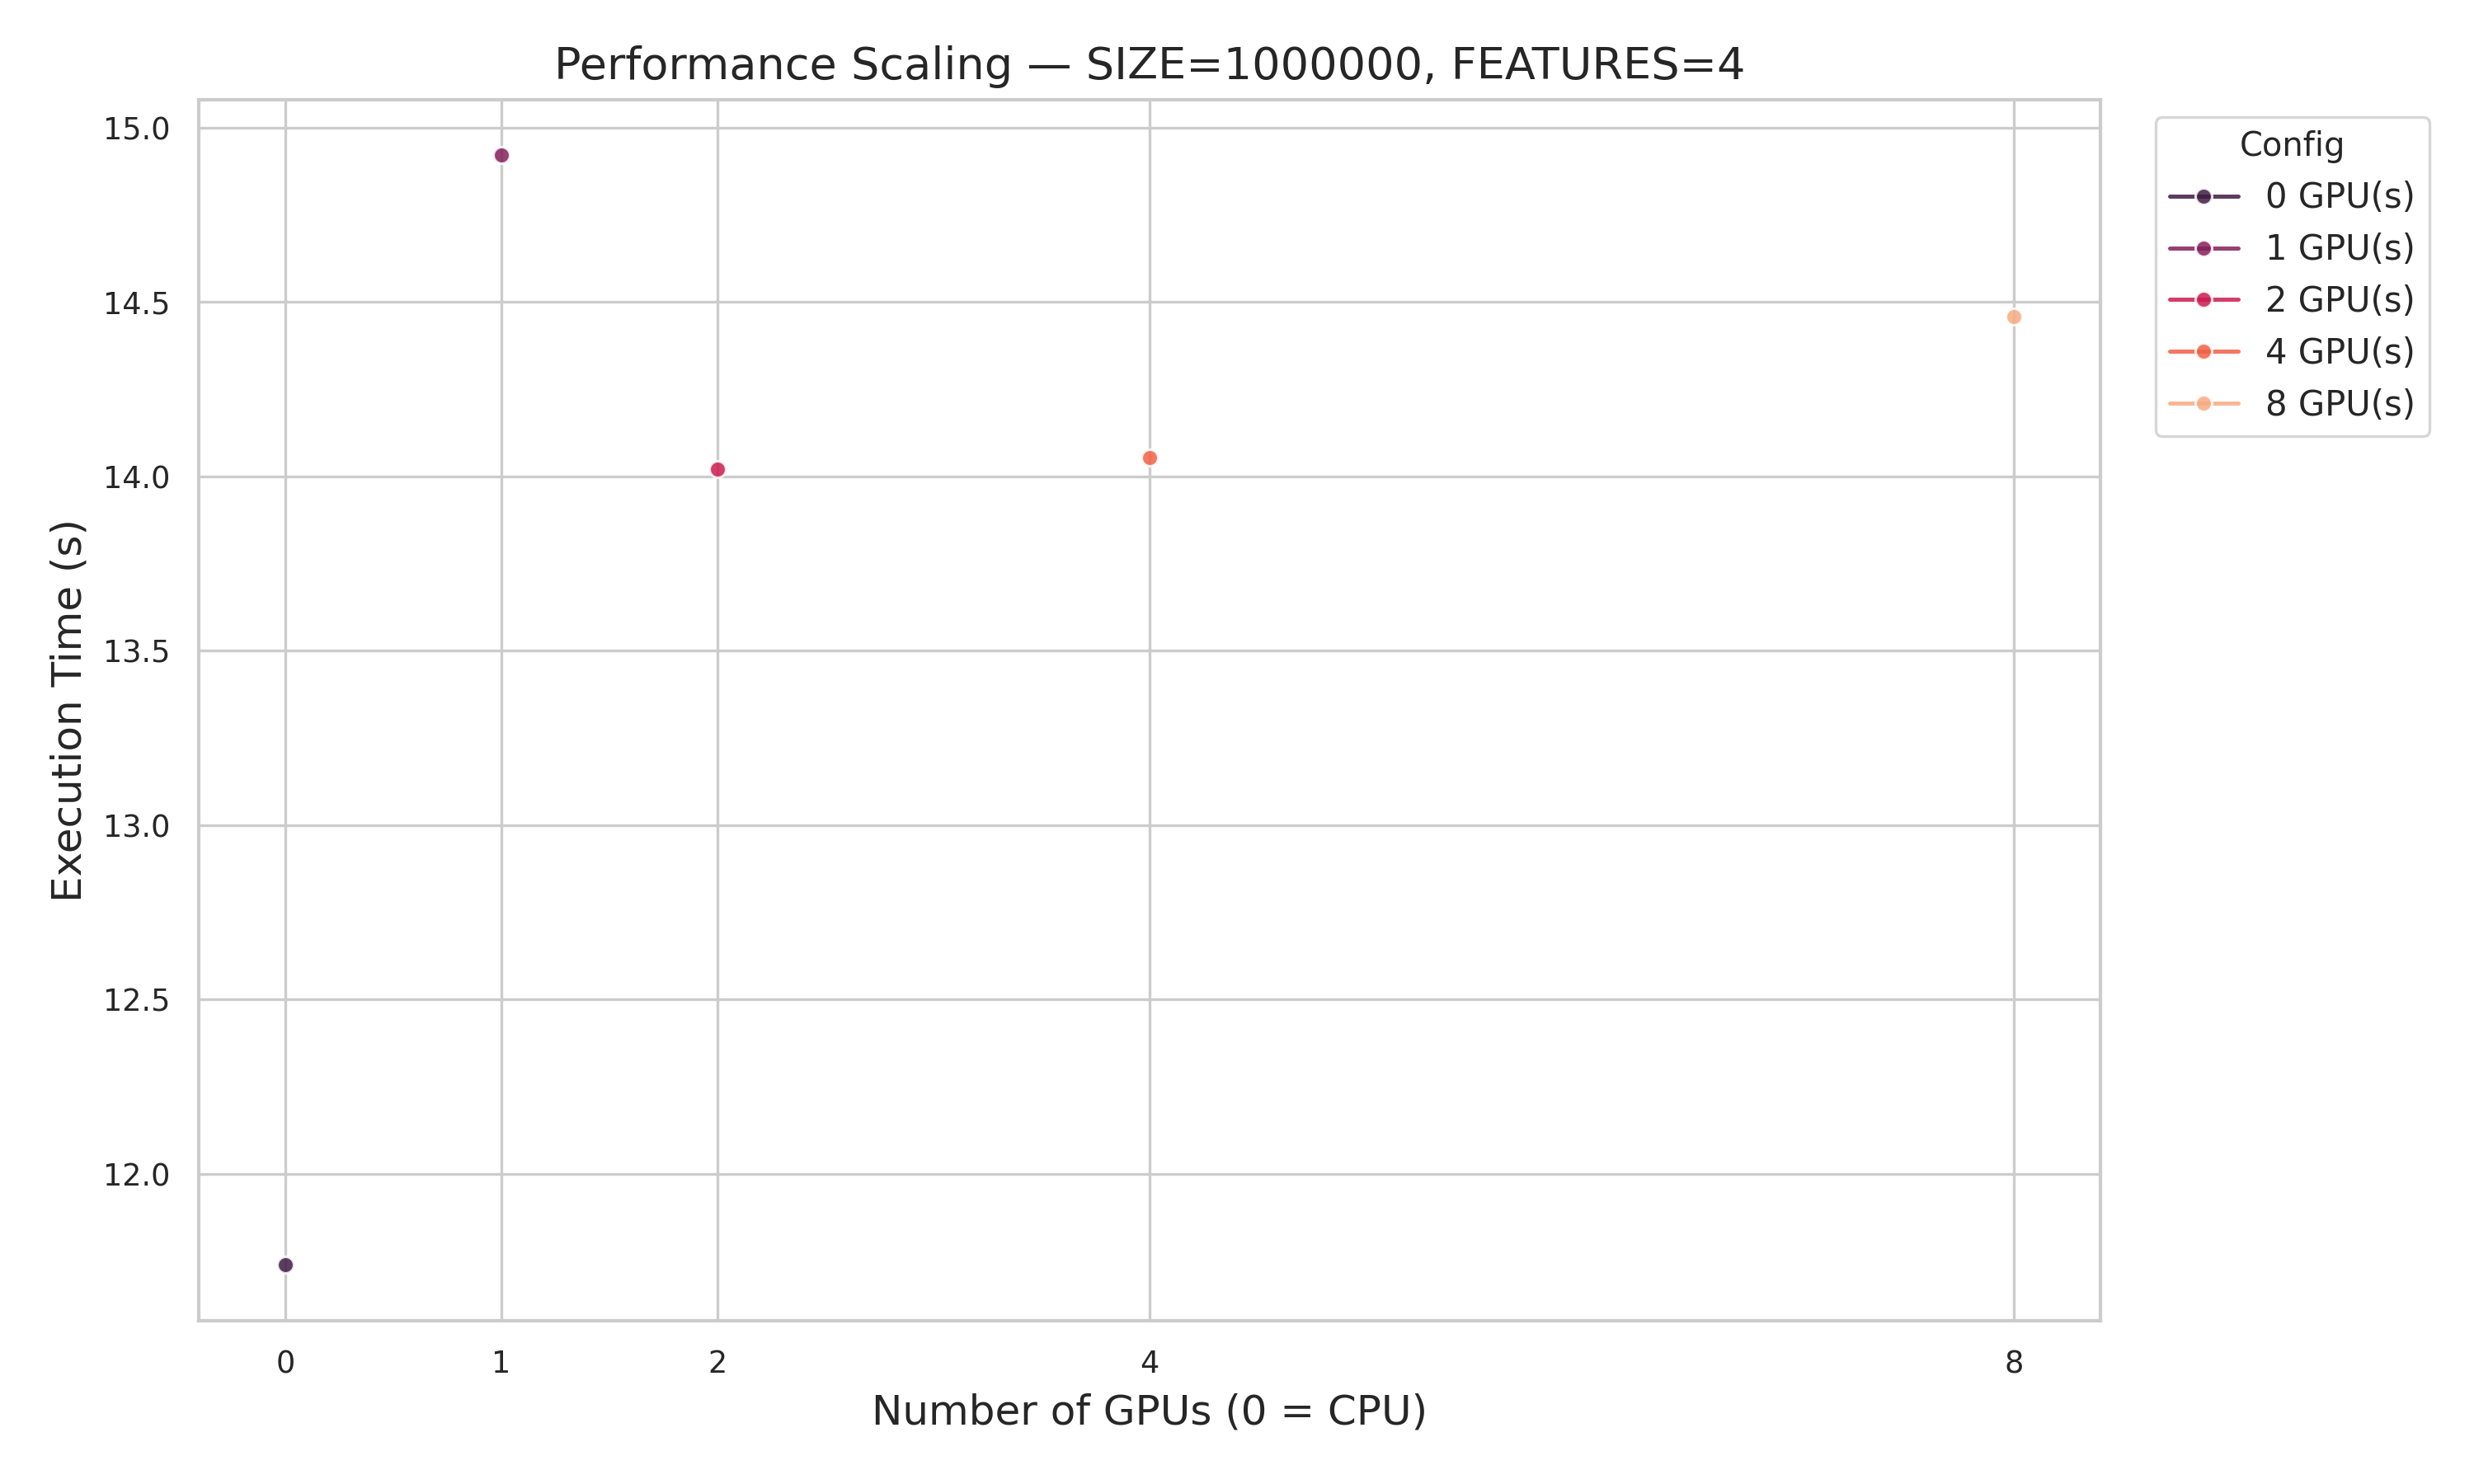 Performance Scaling — SIZE=1000000, FEATURES=4
15.0
14.5
14.0
13.5
13.0
12.5
12.0
Execution Time (s)
0
1
2
4
8
Number of GPUs (0 = CPU)
Config
0 GPU(s)
1 GPU(s)
2 GPU(s)
4 GPU(s)
8 GPU(s)